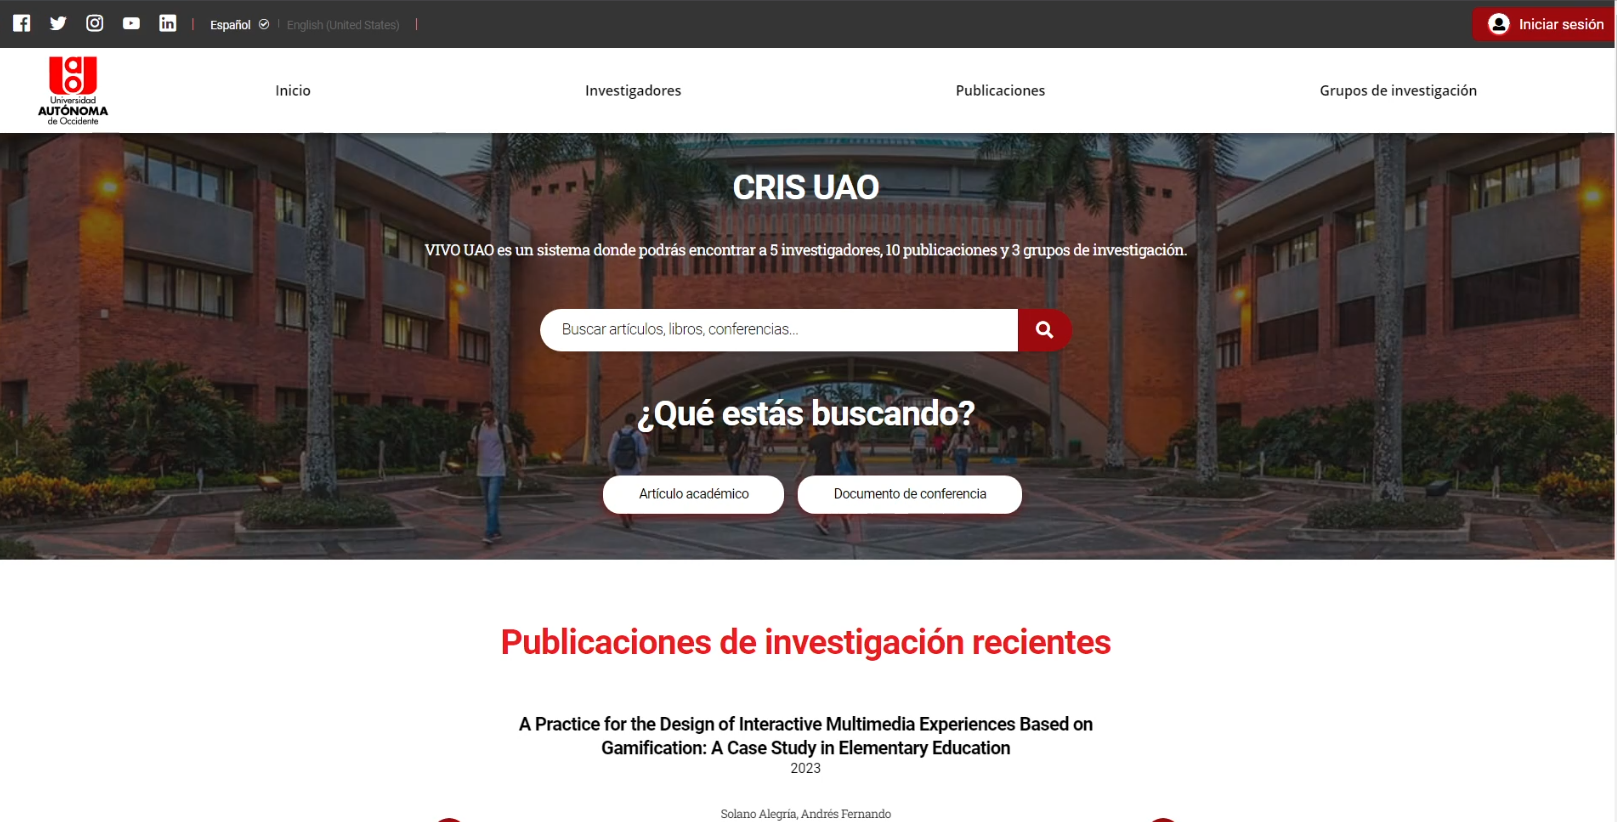 Español
English (United States)
Iniciar sesión
Universidad
AUTÓNOMA
de Occidente
Inicio
Investigadores
Publicaciones
Grupos de investigación
CRIS UAO
VIVO UAO es un sistema donde podrás encontrar a 5 investigadores, 10 publicaciones y 3 grupos de investigación.
Buscar artículos, libros, conferencias...
¿Qué estás buscando?
Artículo académico
Documento de conferencia
Publicaciones de investigación recientes
A Practice for the Design of Interactive Multimedia Experiences Based on
Gamification: A Case Study in Elementary Education
2023
Solano Alegría, Andrés Fernando